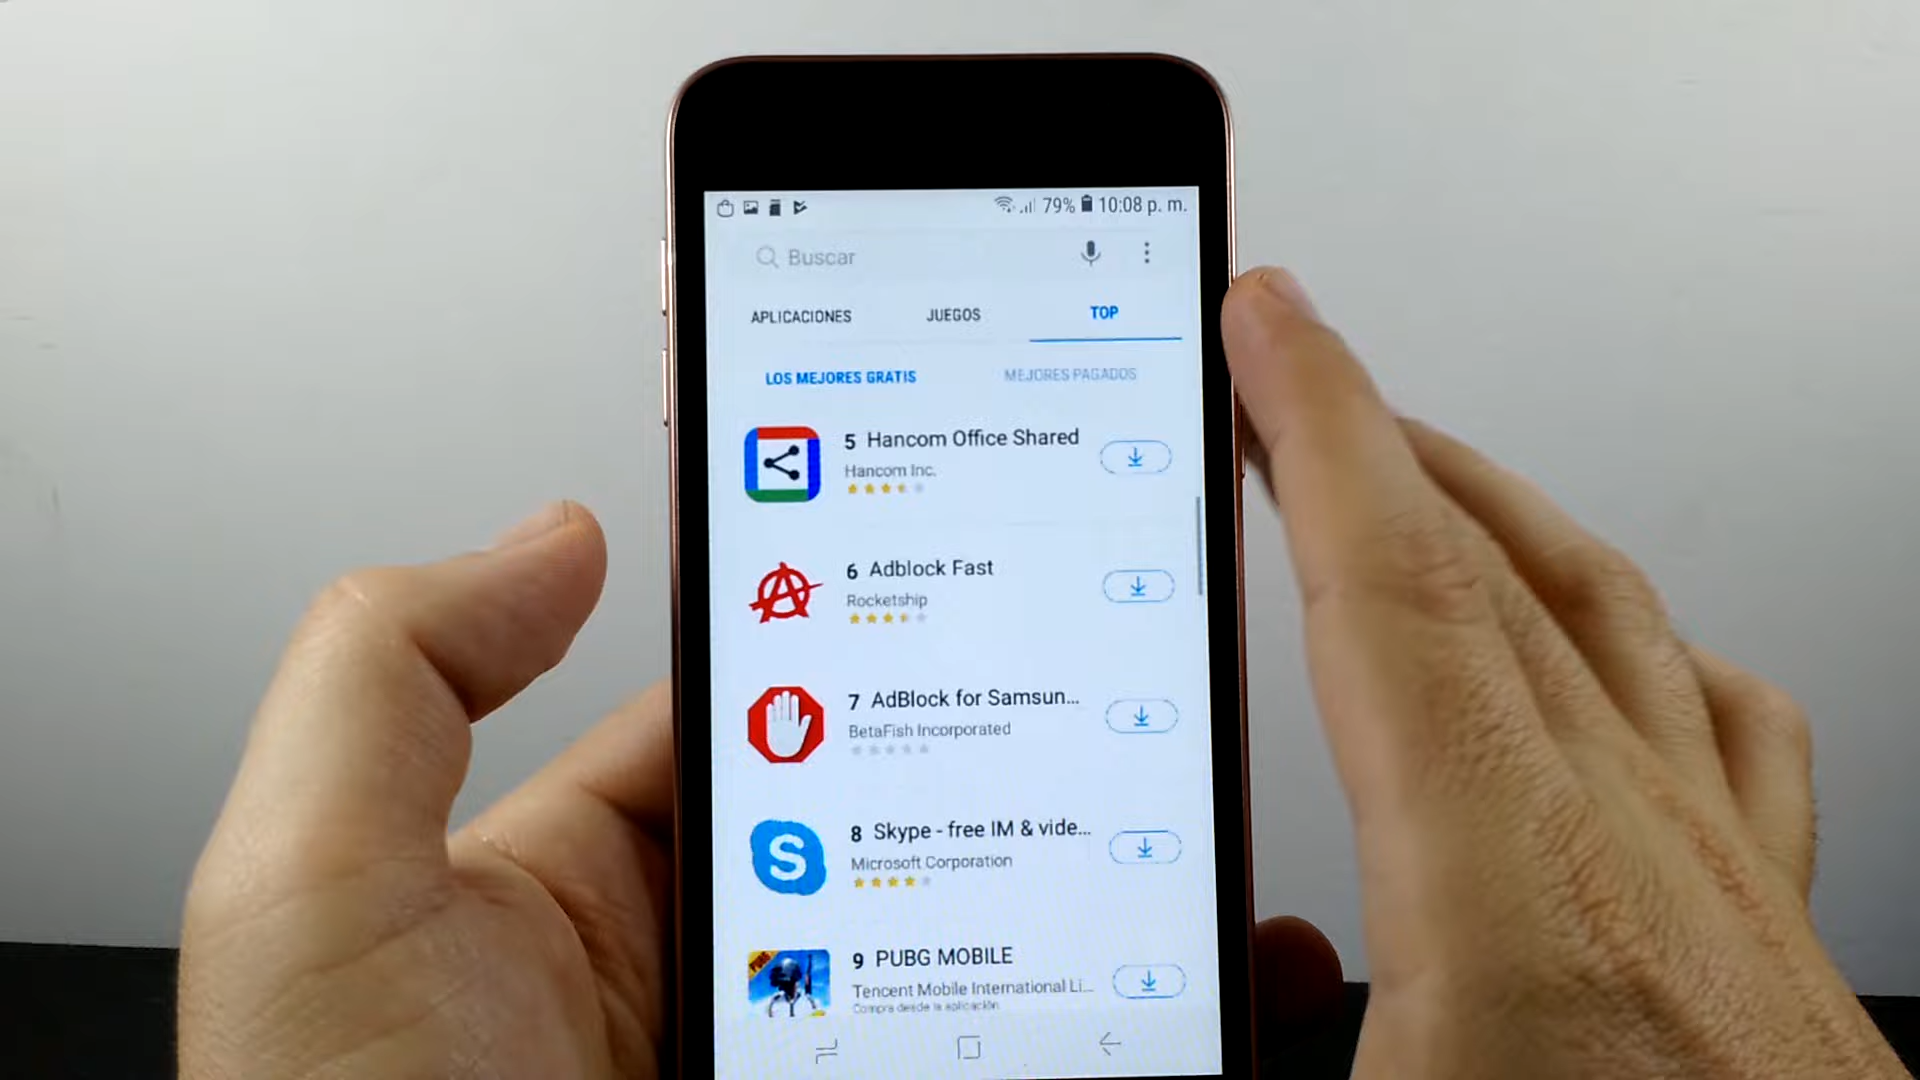 79% 10:08 p. m.
Buscar
APLICACIONES JUEGOS TOP
LOS MEJORES GRATIS MEJORES PAGADOS
5 Hancom Office Shared
Hancom Inc.
6 Adblock Fast
Rocketship
7 AdBlock for Samsun...
BetaFish Incorporated
8 Skype - free IM & vide...
Microsoft Corporation
9 PUBG MOBILE
Tencent Mobile International Li...
Compra desde la aplicación